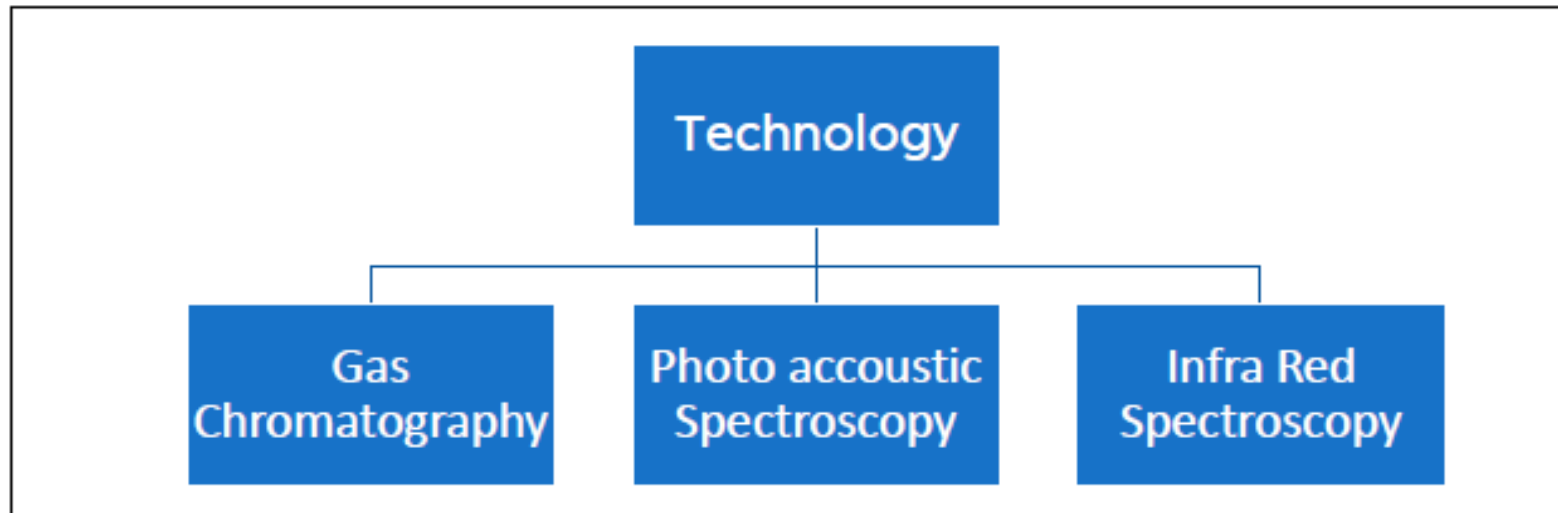 Technology
Gas
Chromatography
Photo accoustic
Spectroscopy
Infra Red
Spectroscopy